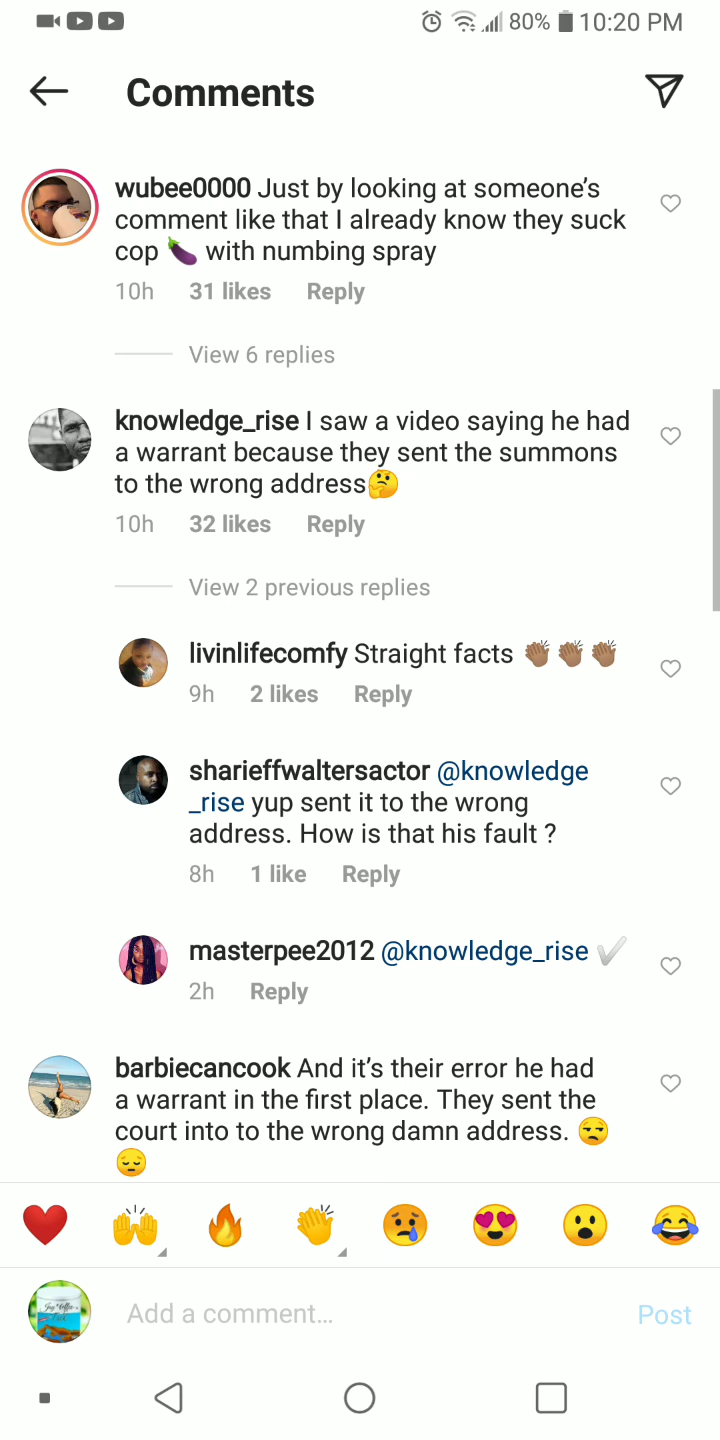 80% 10:20 PM
Comments
wubee0000 Just by looking at someone's
comment like that I already know they suck
cop 🍆 with numbing spray
10h 31 likes Reply
View 6 replies
knowledge_rise I saw a video saying he had
a warrant because they sent the summons
to the wrong address🤔
10h 32 likes Reply
View 2 previous replies
livinlifecomfy Straight facts 👏🏾👏🏾👏🏾
9h 2 likes Reply
sharieffwaltersactor @knowledge
_rise yup sent it to the wrong
address. How is that his fault ?
8h 1 like Reply
masterpee2012 @knowledge_rise ✔
2h Reply
barbiecancook And it's their error he had
a warrant in the first place. They sent the
court into to the wrong damn address. 😒
😔
❤️ 🙌 🔥 👏 😢 😍 😮 😂
Add a comment...
Post